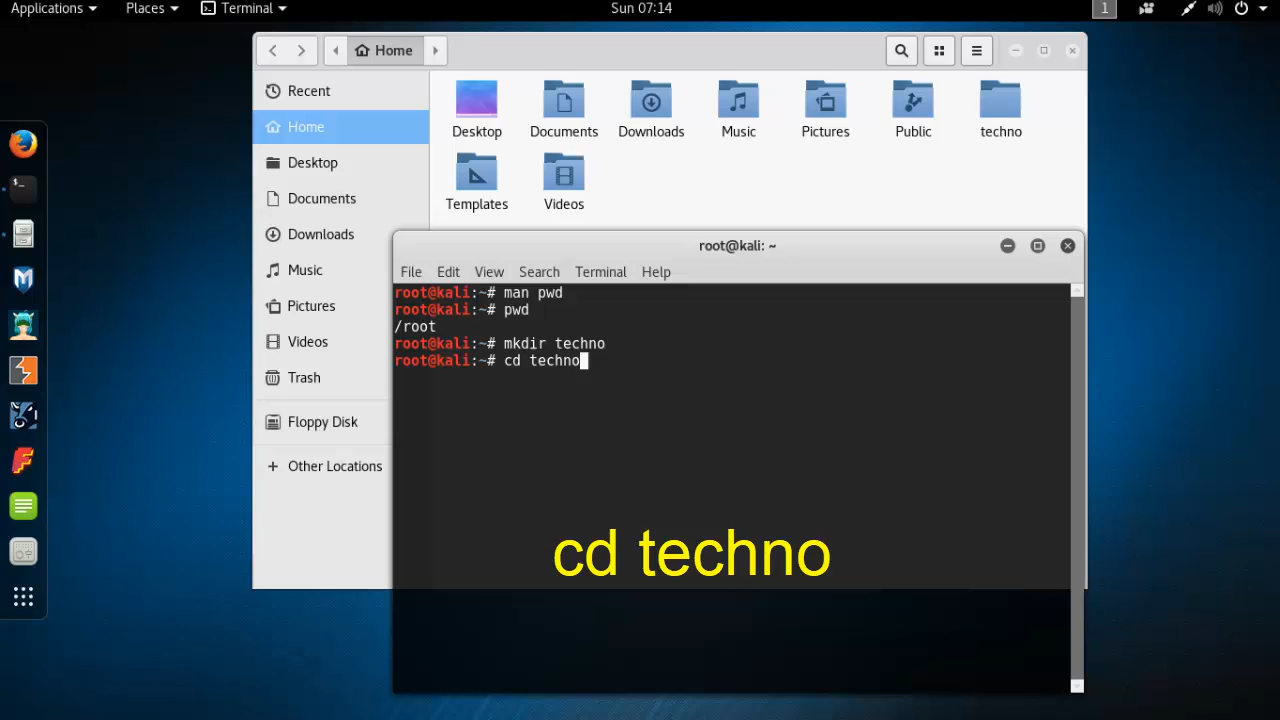 Applications Places Terminal Sun 07:14 1
Home
Recent
Home
Desktop
Documents
Downloads
Music
Pictures
Videos
Trash
Floppy Disk
Other Locations
Desktop Documents Downloads Music Pictures Public techno
Templates Videos
root@kali: ~
File Edit View Search Terminal Help
root@kali:~# man pwd
root@kali:~# pwd
/root
root@kali:~# mkdir techno
root@kali:~# cd techno
cd techno